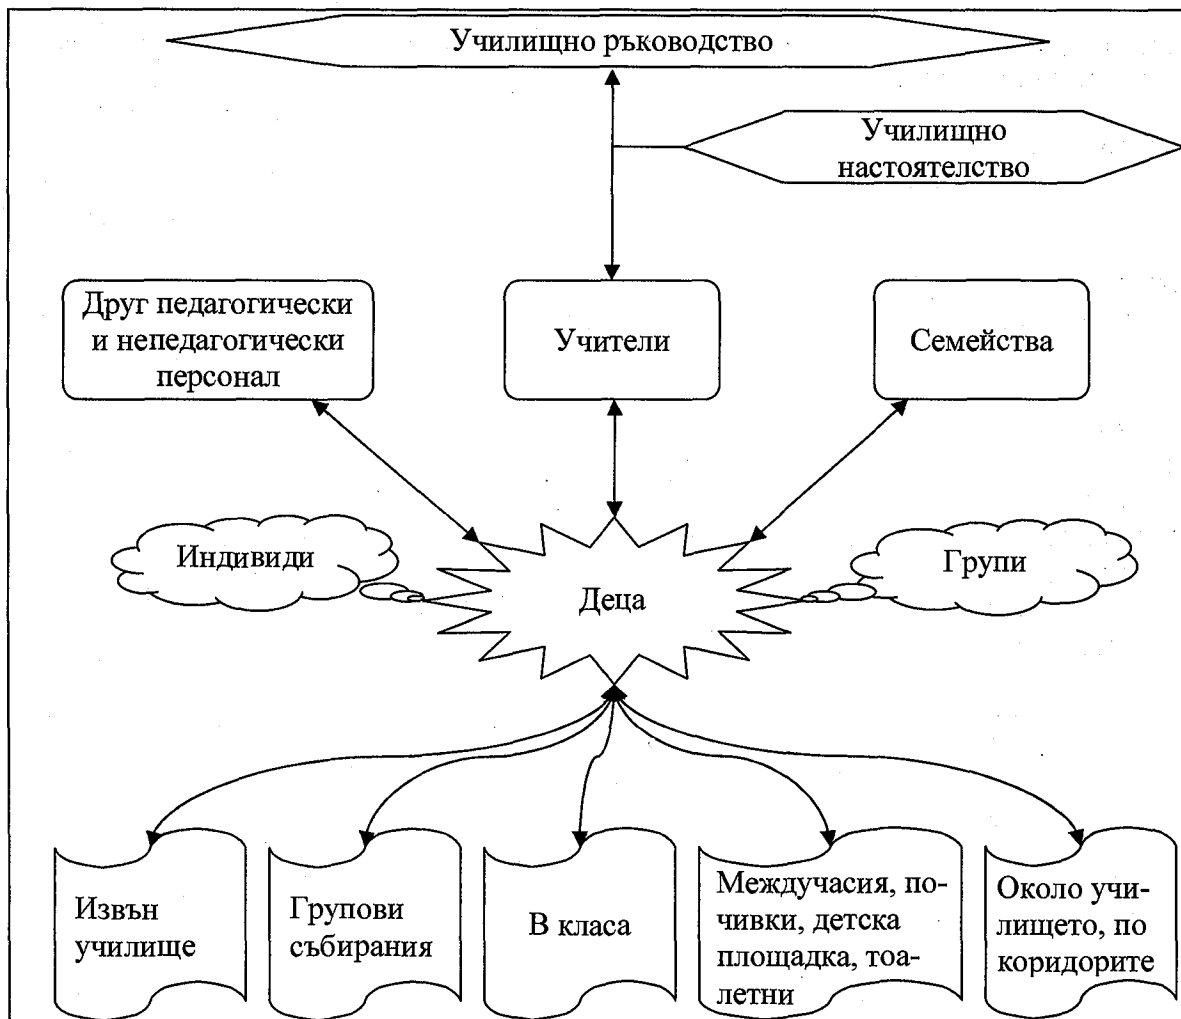 Училищно ръководство
Училищно
настоятелство
Друг педагогически
и непедагогически
персонал
Учители
Семейства
Индивиди
Групи
Деца
Извън
училище
Групови
събирания
В класа
Междучасия, по-
чивки, детска
площадка, тоа-
летни
Около учи-
лището, по
коридорите